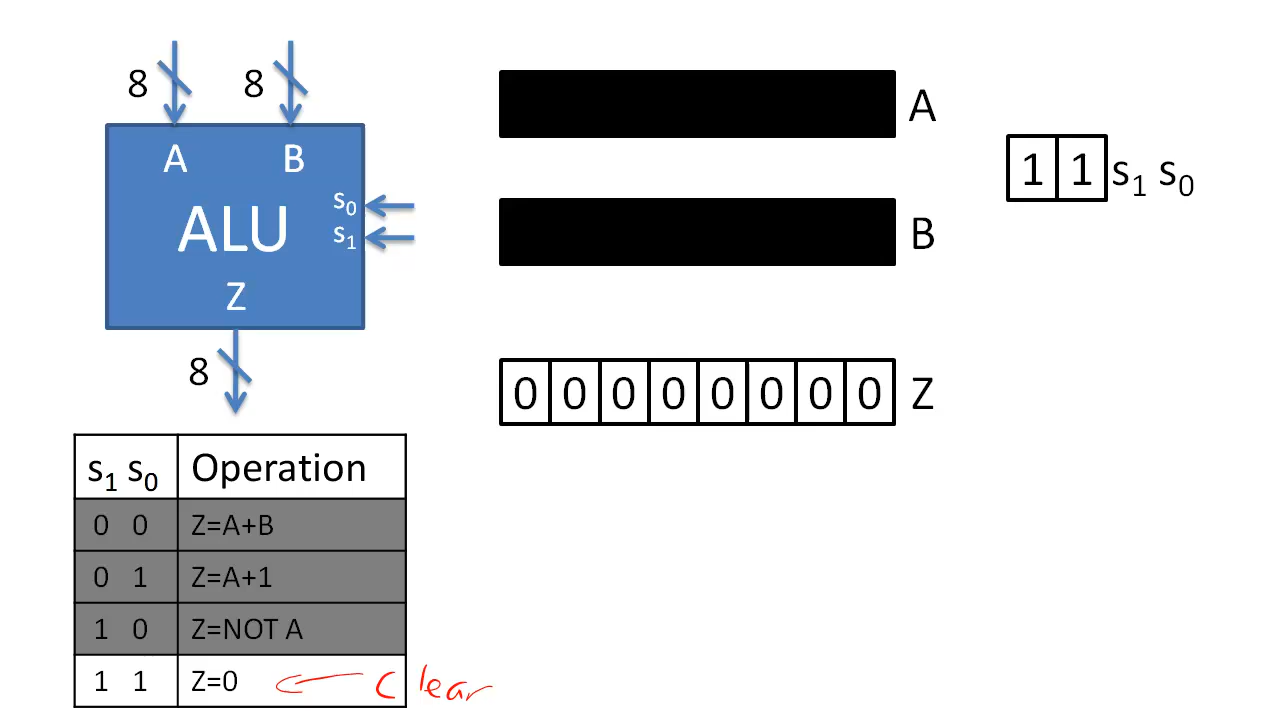 8 8
A B
s0
ALU
s1
Z
8
A
B
1 1 s1 s0
0 0 0 0 0 0 0 0 Z
s1 s0 Operation
0 0 Z=A+B
0 1 Z=A+1
1 0 Z=NOT A
1 1 Z=0 clear